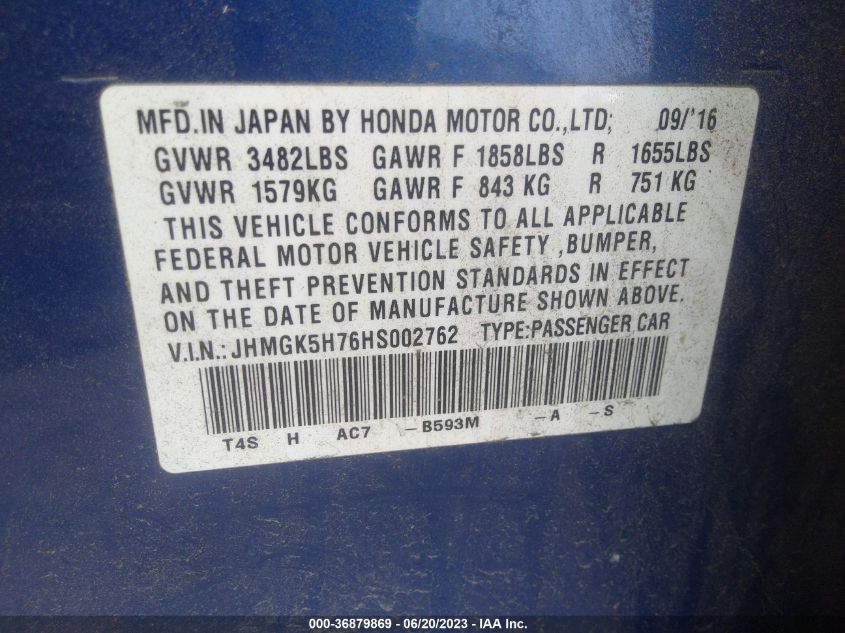 MFD.IN JAPAN BY HONDA MOTOR CO.,LTD; 09/'16
GVWR 3482LBS GAWR F 1858LBS R 1655LBS
GVWR 1579KG GAWR F 843 KG R 751 KG
THIS VEHICLE CONFORMS TO ALL APPLICABLE
FEDERAL MOTOR VEHICLE SAFETY ,BUMPER,
AND THEFT PREVENTION STANDARDS IN EFFECT
ON THE DATE OF MANUFACTURE SHOWN ABOVE.
V.I.N.:JHMGK5H76HS002762 TYPE:PASSENGER CAR
T4S H AC7 -B593M -A -S
000-36879869 - 06/20/2023 - IAA Inc.